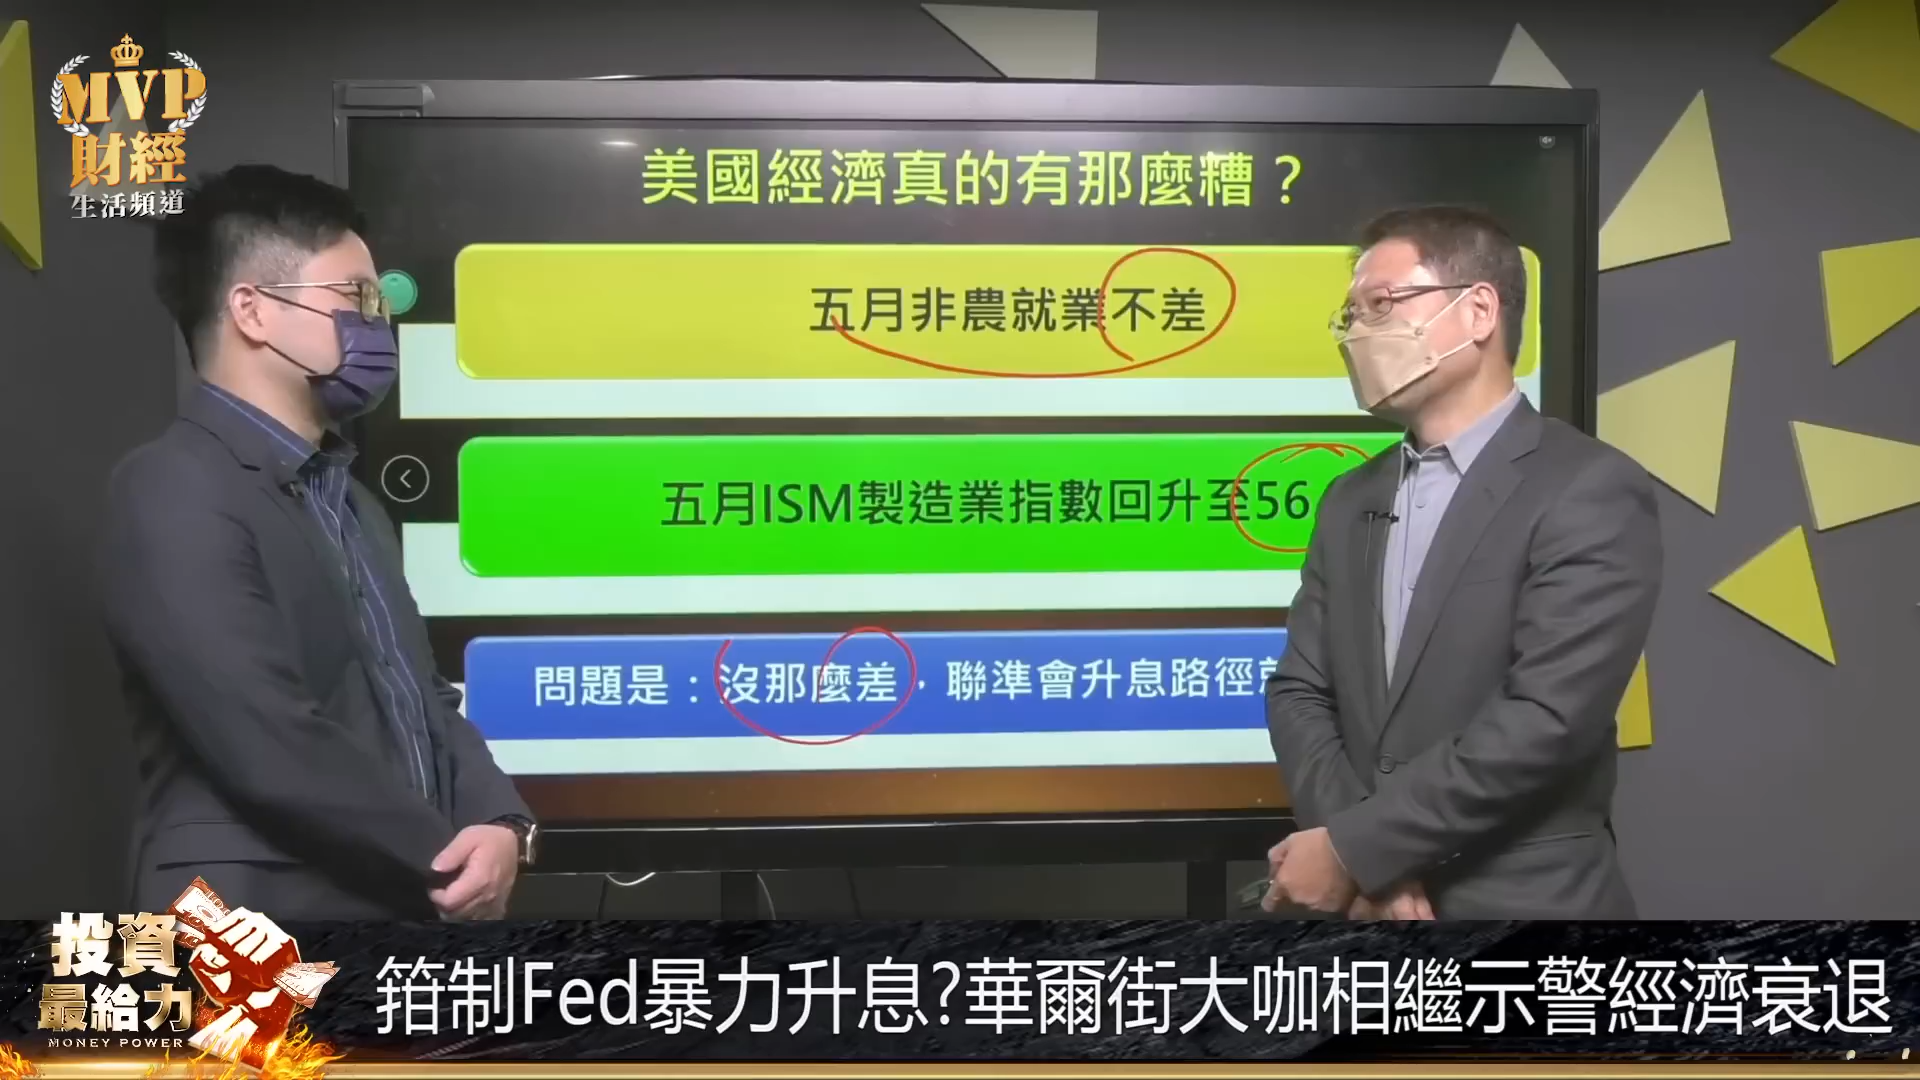 MVP
財經
生活頻道
美國經濟真的有那麼糟？
五月非農就業不差
五月ISM製造業指數回升至56
問題是：沒那麼差，聯準會升息路徑
投資
最給力
MONEY POWER
箝制Fed暴力升息?華爾街大咖相繼示警經濟衰退